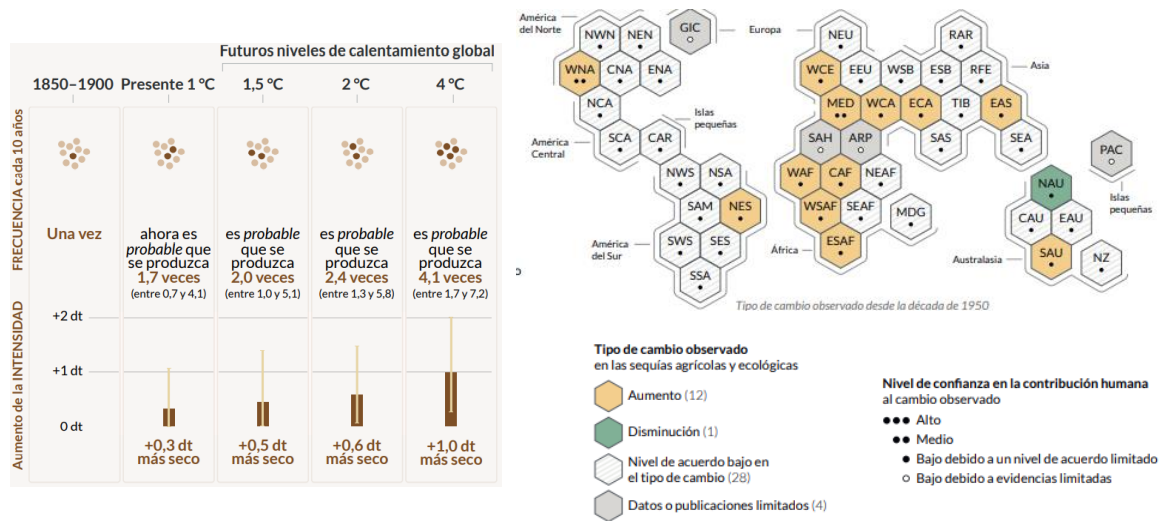 Futuros niveles de calentamiento global
1850–1900 Presente 1 ºC 1,5 ºC 2 ºC 4 ºC
FRECUENCIA cada 10 años
Una vez
ahora es
probable que
se produzca
1,7 veces
(entre 0,7 y 4,1)
es probable
que se
produzca
2,0 veces
(entre 1,0 y 5,1)
es probable
que se
produzca
2,4 veces
(entre 1,3 y 5,8)
es probable
que se
produzca
4,1 veces
(entre 1,7 y 7,2)
Aumento de la INTENSIDAD
+2 dt
+1 dt
0 dt
+0,3 dt
más seco
+0,5 dt
más seco
+0,6 dt
más seco
+1,0 dt
más seco
América
del Norte
NWN NEN GIC
WNA CNA ENA
NCA
Islas
pequeñas
América
Central
SCA CAR
NWS NSA
SAM NES
América
del Sur
SWS SES
SSA
Europa
NEU RAR
WCE EEU WSB ESB RFE
Asia
MED WCA ECA TIB EAS
SAH ARP SAS SEA
WAF CAF NEAF
WSAF SEAF MDG
África
ESAF
PAC
Islas
pequeñas
NAU
CAU EAU
Australasia
SAU NZ
Tipo de cambio observado desde la década de 1950
Tipo de cambio observado
en las sequías agrícolas y ecológicas
Aumento (12)
Disminución (1)
Nivel de acuerdo bajo en
el tipo de cambio (28)
Datos o publicaciones limitados (4)
Nivel de confianza en la contribución humana
al cambio observado
Alto
Medio
Bajo debido a un nivel de acuerdo limitado
Bajo debido a evidencias limitadas